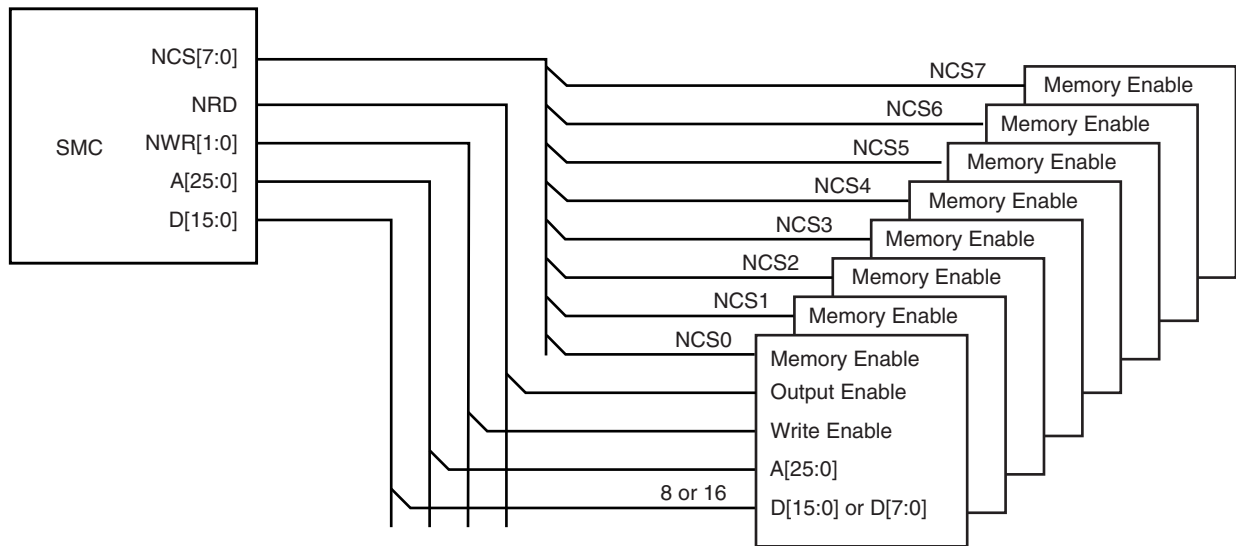 SMC
NCS[7:0]
NRD
NWR[1:0]
A[25:0]
D[15:0]
NCS7
Memory Enable
NCS6
Memory Enable
NCS5
Memory Enable
NCS4
Memory Enable
NCS3
Memory Enable
NCS2
Memory Enable
NCS1
Memory Enable
NCS0
Memory Enable
Output Enable
Write Enable
A[25:0]
8 or 16
D[15:0] or D[7:0]